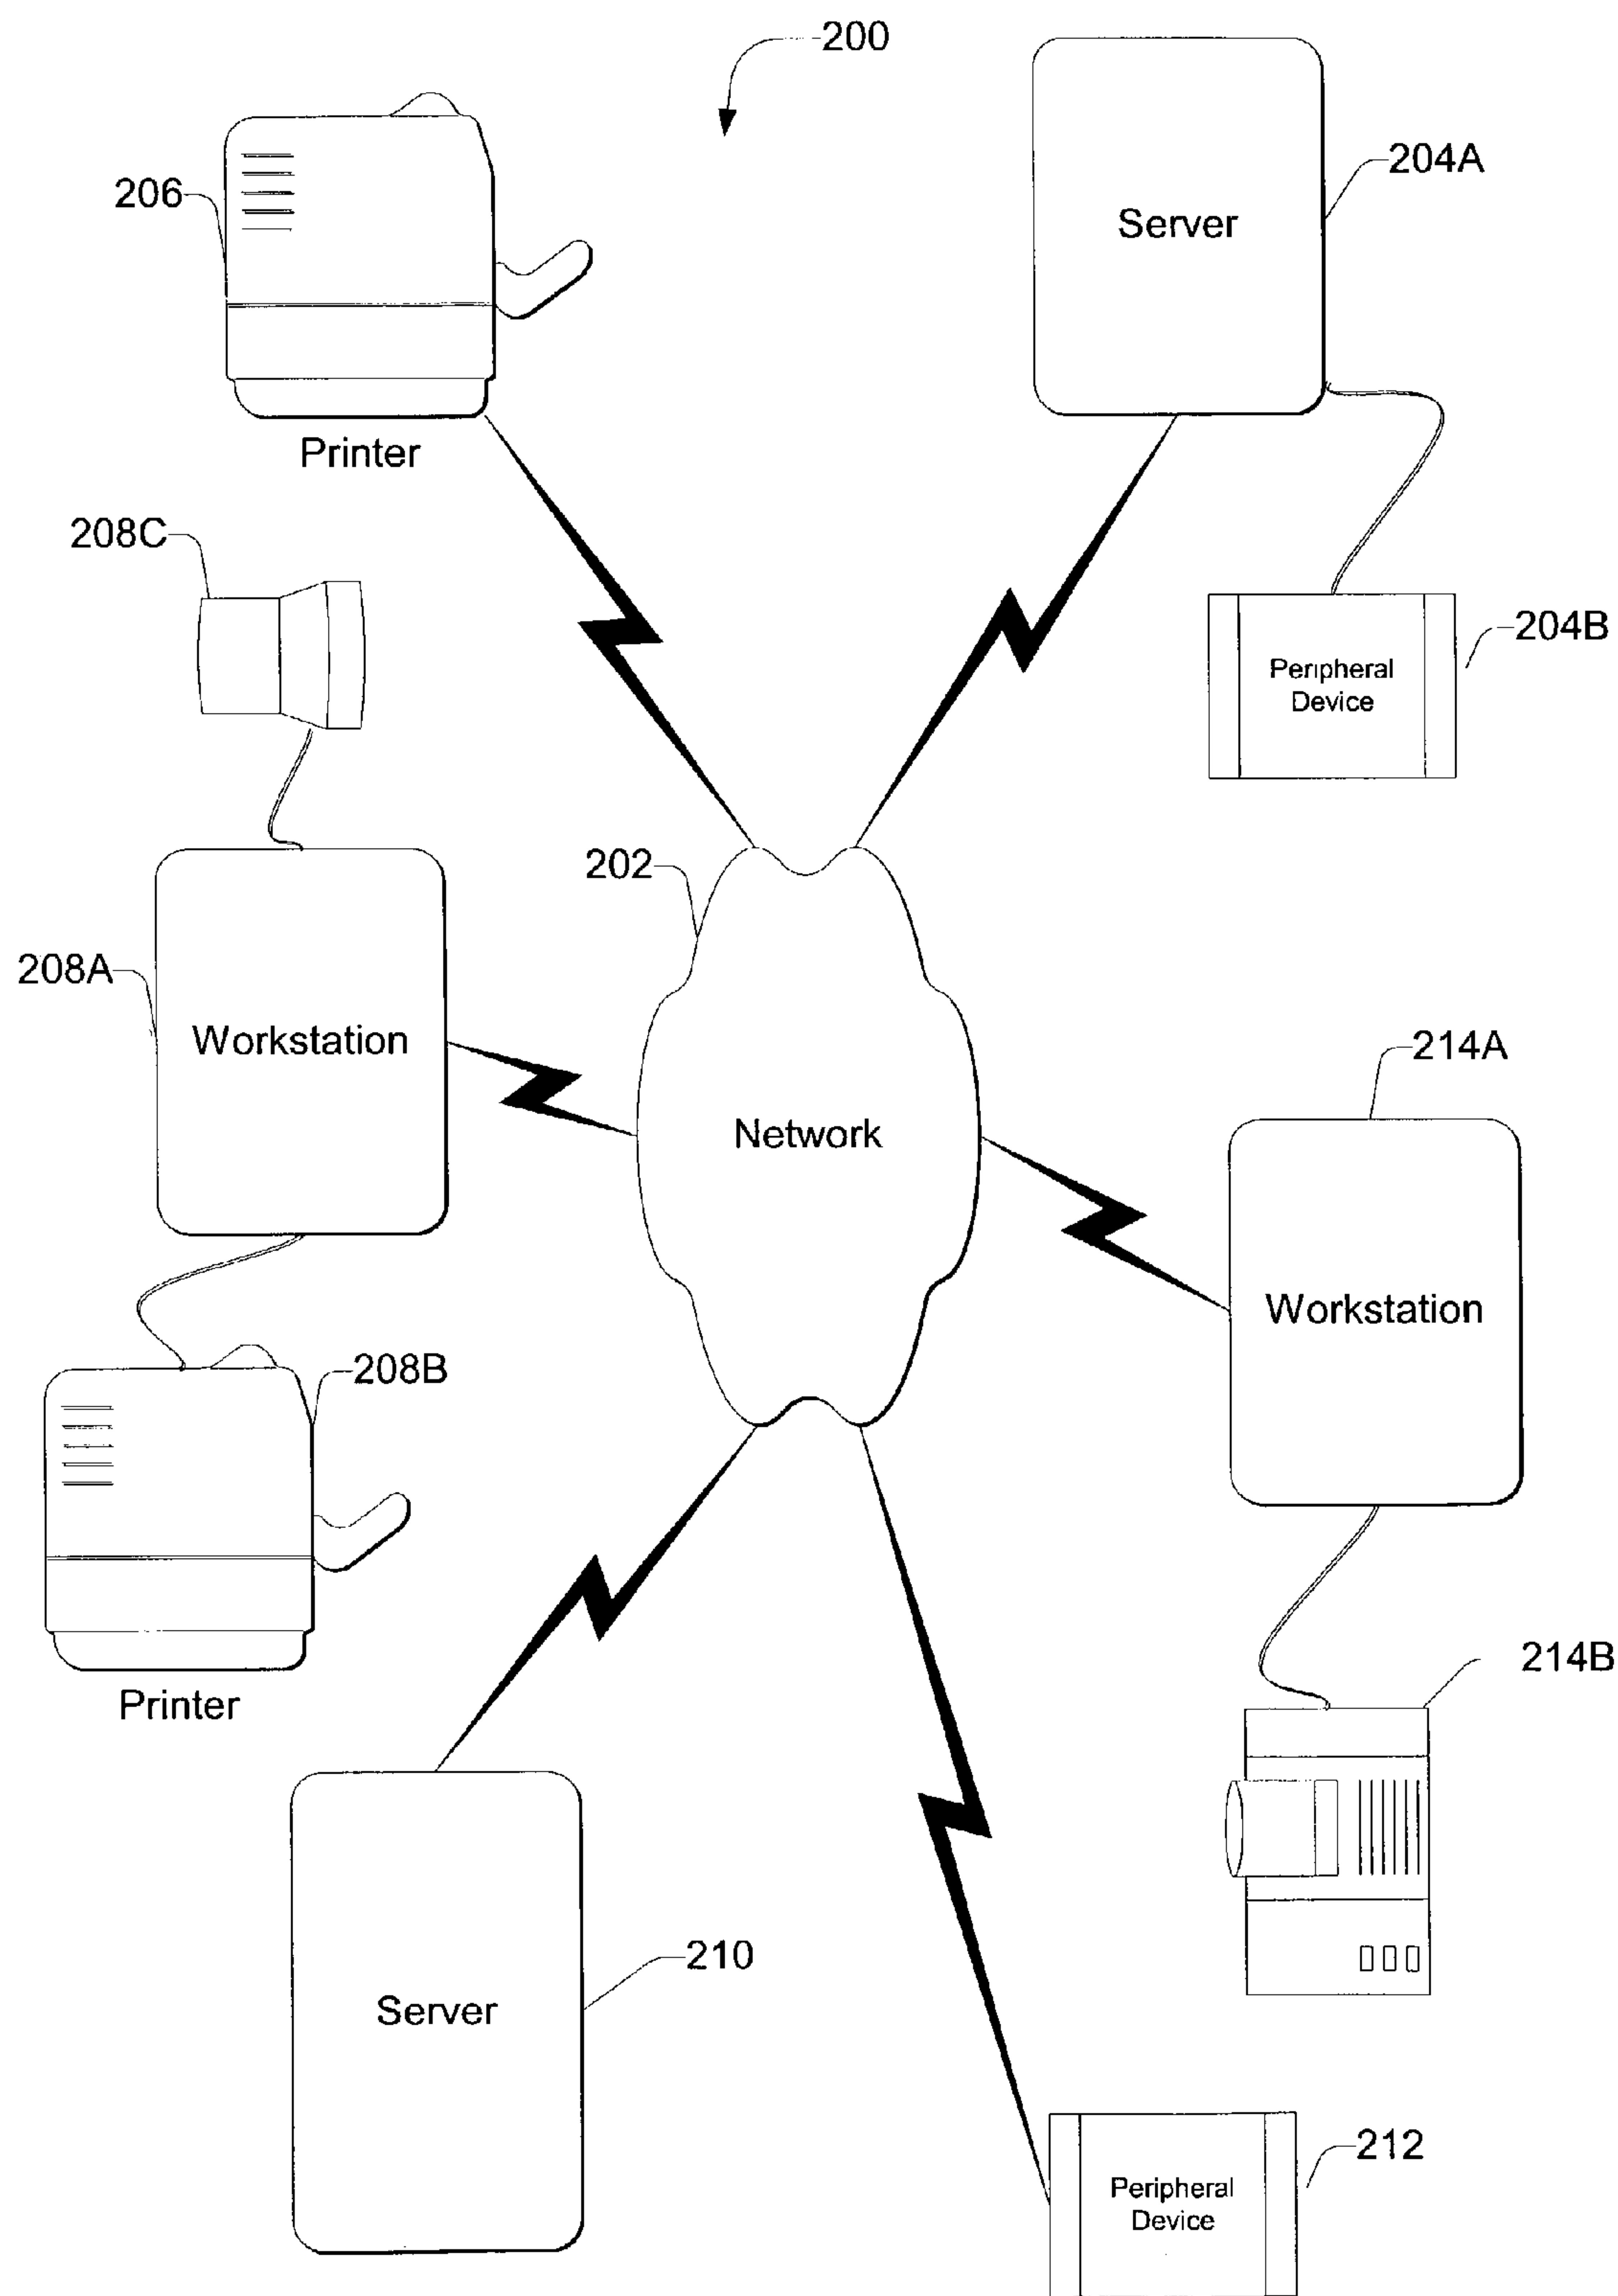 200
204A
206
Server
Printer
208C
204B
Peripheral
Device
202
208A
Workstation
214A
Network
Workstation
208B
214B
Printer
210
Server
212
Peripheral
Device